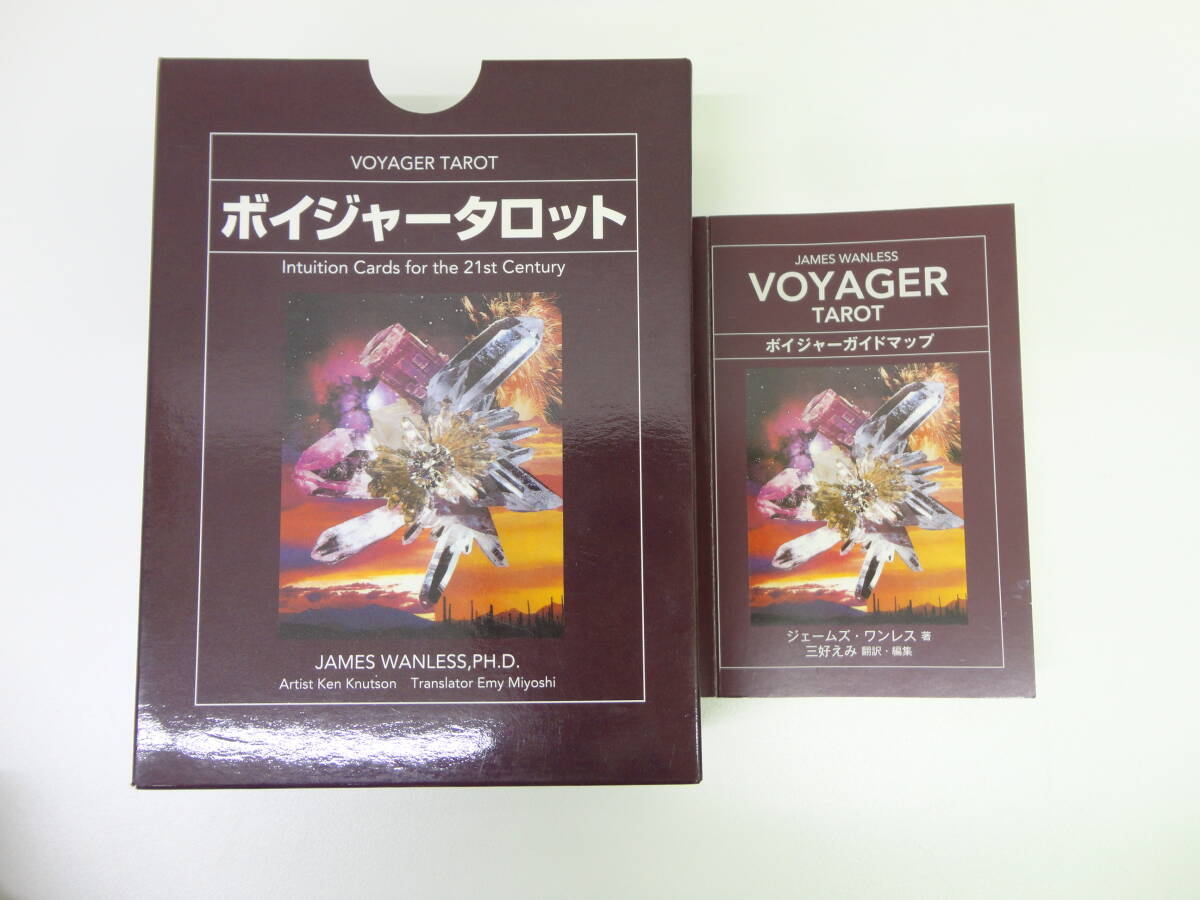 VOYAGER TAROT
ボイジャータロット
Intuition Cards for the 21st Century
JAMES WANLESS,PH.D.
Artist Ken Knutson Translator Emy Miyoshi
JAMES WANLESS
VOYAGER
TAROT
ボイジャーガイドマップ
ジェームズ・ワンレス 著
三好えみ 翻訳・編集